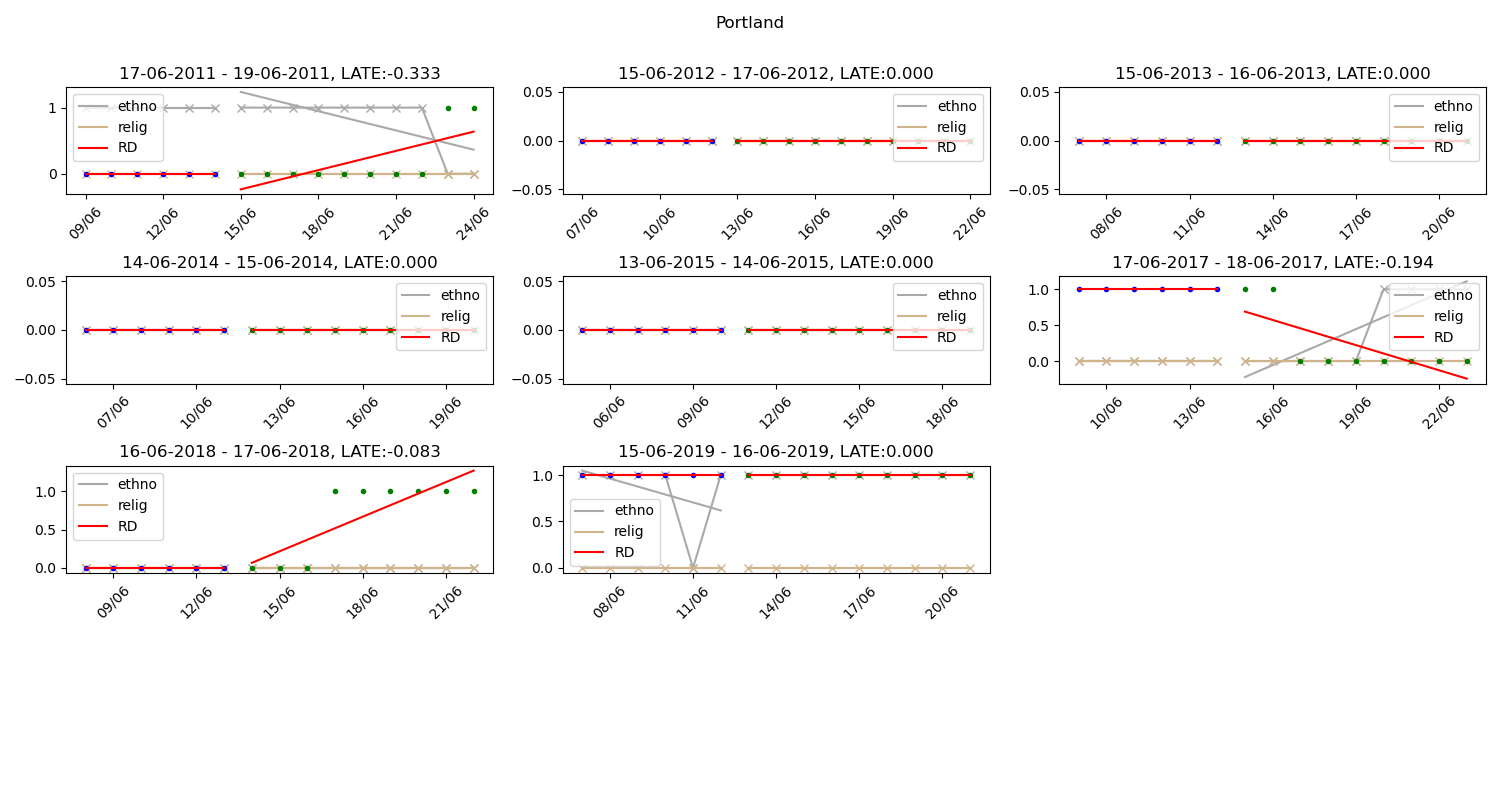 Portland
17-06-2011 - 19-06-2011, LATE:-0.333
1
0
ethno
relig
RD
09/06 12/06 15/06 18/06 21/06 24/06
15-06-2012 - 17-06-2012, LATE:0.000
0.05
0.00
−0.05
ethno
relig
RD
07/06 10/06 13/06 16/06 19/06 22/06
15-06-2013 - 16-06-2013, LATE:0.000
0.05
0.00
−0.05
ethno
relig
RD
08/06 11/06 14/06 17/06 20/06
14-06-2014 - 15-06-2014, LATE:0.000
0.05
0.00
−0.05
ethno
relig
RD
07/06 10/06 13/06 16/06 19/06
13-06-2015 - 14-06-2015, LATE:0.000
0.05
0.00
−0.05
ethno
relig
RD
06/06 09/06 12/06 15/06 18/06
17-06-2017 - 18-06-2017, LATE:-0.194
1.0
0.5
0.0
ethno
relig
RD
10/06 13/06 16/06 19/06 22/06
16-06-2018 - 17-06-2018, LATE:-0.083
1.0
0.5
0.0
ethno
relig
RD
09/06 12/06 15/06 18/06 21/06
15-06-2019 - 16-06-2019, LATE:0.000
1.0
0.5
0.0
ethno
relig
RD
08/06 11/06 14/06 17/06 20/06